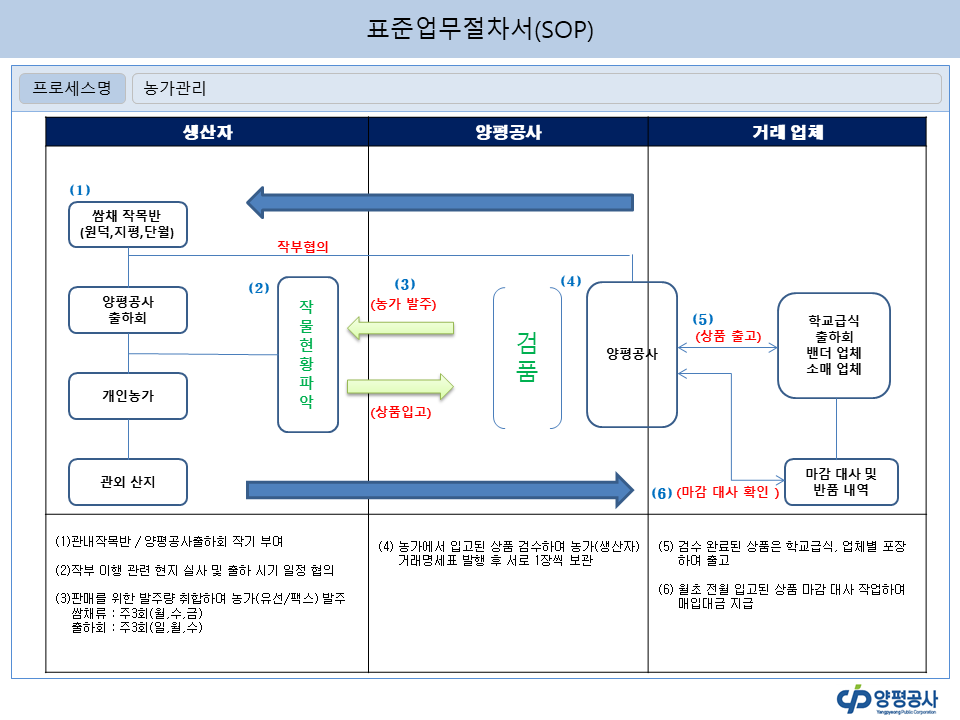 표준업무절차서(SOP)
프로세스명
농가관리
생산자
양평공사
거래 업체
(1)
쌈채 작목반
(원덕,지평,단월)
작부협의
양평공사
출하회
개인농가
관외 산지
(2)
작
물
현
황
파
악
(3)
(농가 발주)
(상품입고)
검
품
(4)
양평공사
(5)
(상품 출고)
학교급식
출하회
밴더 업체
소매 업체
(6) (마감 대사 확인 )
마감 대사 및
반품 내역
(1)관내작목반 / 양평공사출하회 작기 부여
(2)작부 이행 관련 현지 실사 및 출하 시기 일정 협의
(3)판매를 위한 발주량 취합하여 농가(유선/팩스) 발주
쌈채류 : 주3회(월,수,금)
출하회 : 주3회(일,월,수)
(4) 농가에서 입고된 상품 검수하여 농가(생산자)
거래명세표 발행 후 서로 1장씩 보관
(5) 검수 완료된 상품은 학교급식, 업체별 포장
하여 출고
(6) 월초 전월 입고된 상품 마감 대사 작업하여
매입대금 지급
양평공사
Yangpyeong Public Corporation